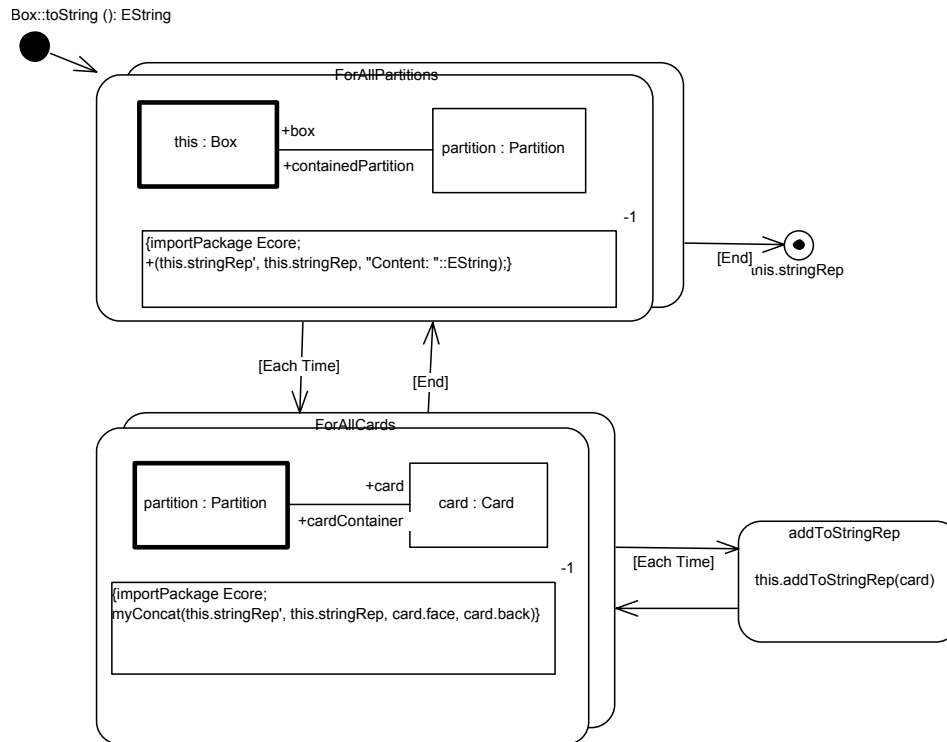 Box::toString (): EString
ForAllPartitions
this : Box
+box
+containedPartition
partition : Partition
-1
{importPackage Ecore;
+(this.stringRep', this.stringRep, "Content: "::EString);}
[End]
this.stringRep
[Each Time]
[End]
ForAllCards
partition : Partition
+card
+cardContainer
card : Card
-1
{importPackage Ecore;
myConcat(this.stringRep', this.stringRep, card.face, card.back)}
[Each Time]
addToStringRep
this.addToStringRep(card)